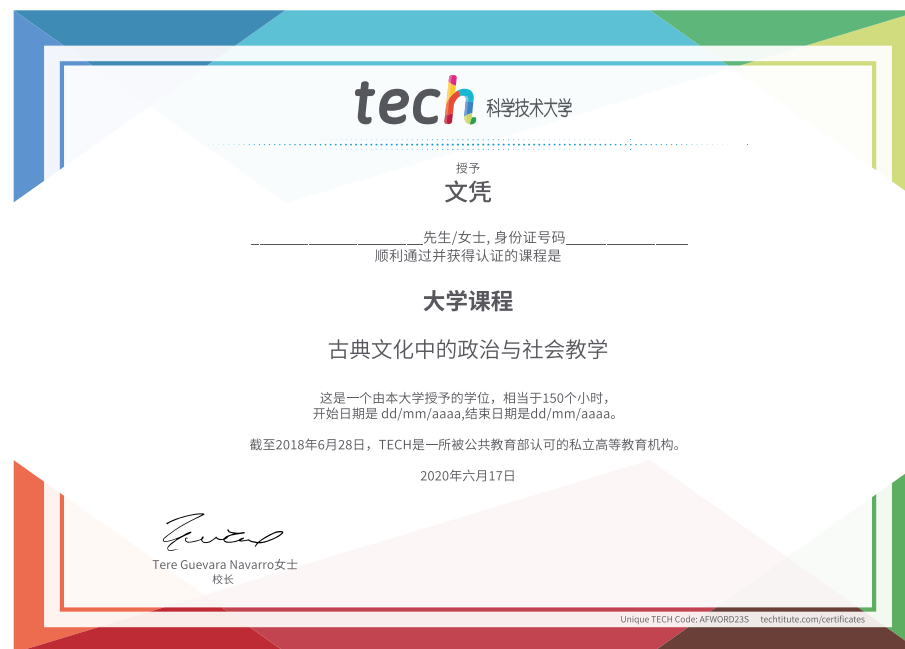 tech 科学技术大学
授予
文凭
______________________先生/女士, 身份证号码_______________
顺利通过并获得认证的课程是
大学课程
古典文化中的政治与社会教学
这是一个由本大学授予的学位，相当于150个小时，
开始日期是 dd/mm/aaaa,结束日期是dd/mm/aaaa。
截至2018年6月28日，TECH是一所被公共教育部认可的私立高等教育机构。
2020年六月17日
Tere Guevara Navarro女士
校长
Unique TECH Code: AFWORD23S techtitute.com/certificates